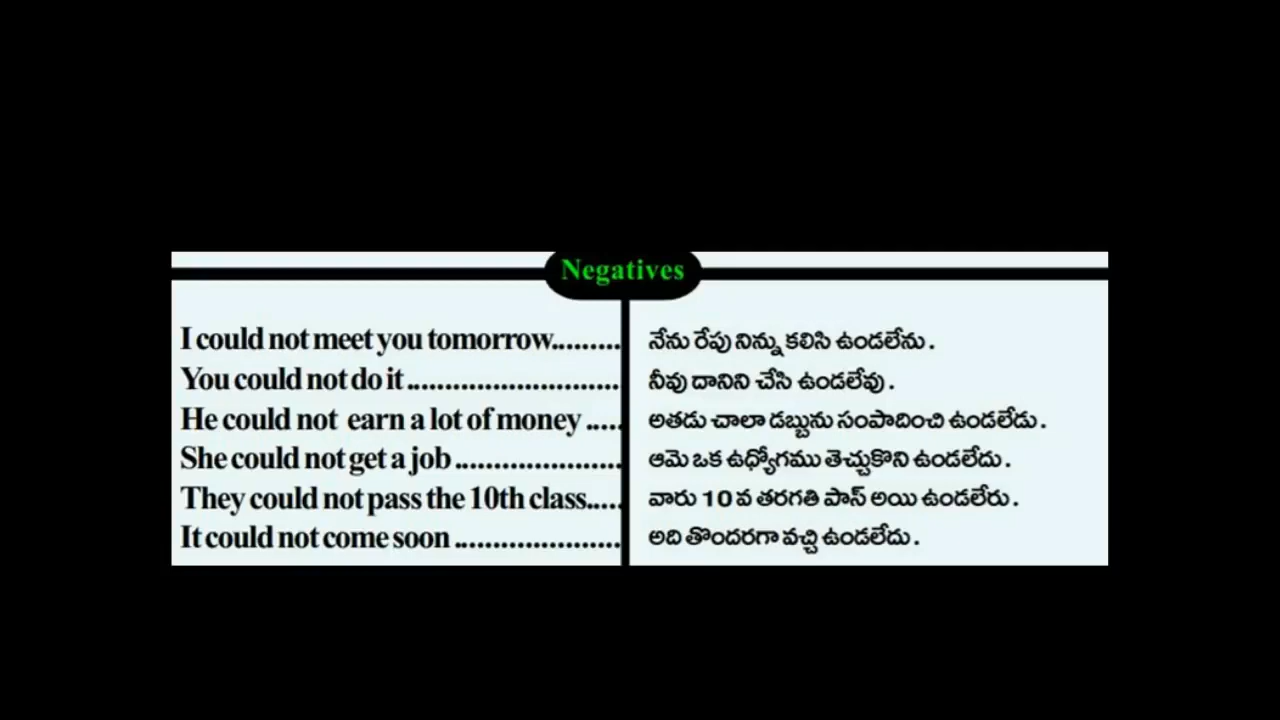 Negatives
I could not meet you tomorrow......... నేను రేపు నిన్ను కలిసి ఉండలేను.
You could not do it ............................ నీవు దానిని చేసి ఉండలేవు.
He could not earn a lot of money ..... అతడు చాలా డబ్బును సంపాదించి ఉండలేడు.
She could not get a job ...................... ఆమె ఒక ఉధ్యోగము తెచ్చుకొని ఉండలేదు.
They could not pass the 10th class..... వారు 10 వ తరగతి పాస్ అయి ఉండలేరు.
It could not come soon ...................... అది తొందరగా వచ్చి ఉండలేదు.